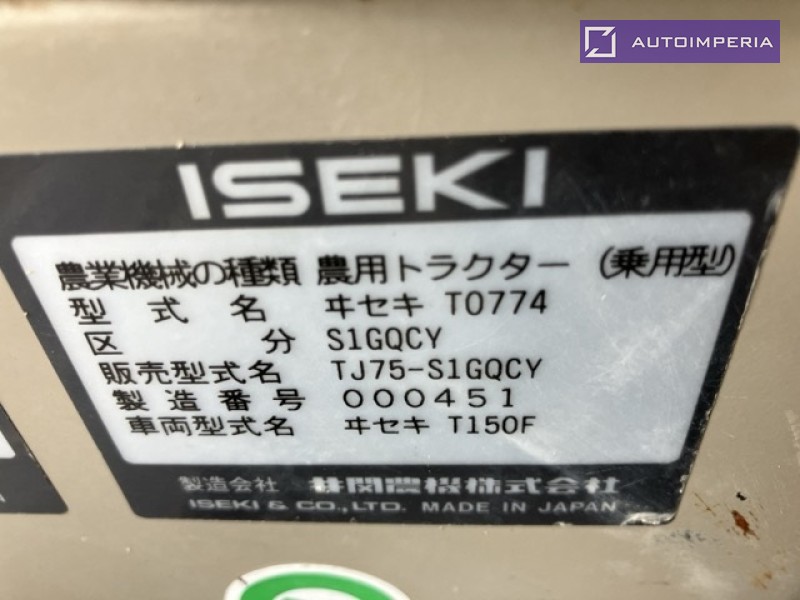 AUTOIMPERIA
ISEKI
農業機械の種類 農用トラクター (乗用型)
型式名 ヰセキ T0774
区分 S1GQCY
販売型式名 TJ75-S1GQCY
製造番号 000451
車両型式名 ヰセキ T150F
製造会社 井関農機株式会社
ISEKI & CO., LTD. MADE IN JAPAN